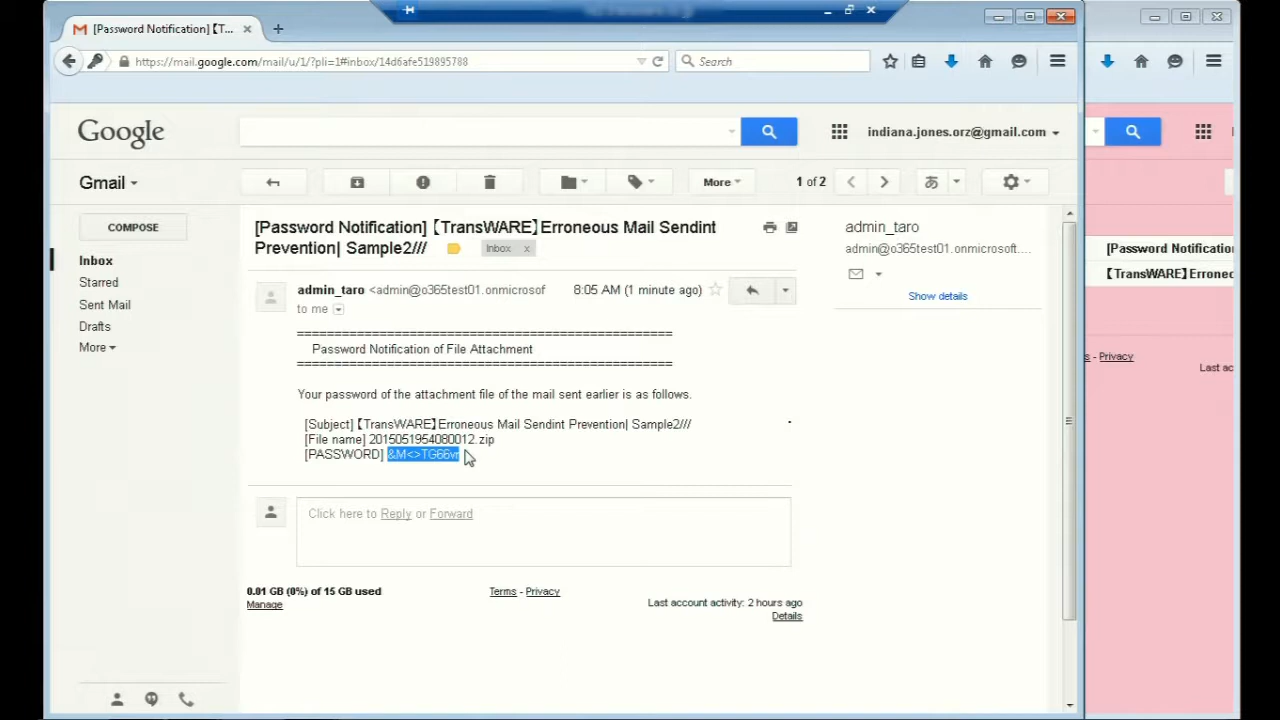 [Password Notification]【T...
https://mail.google.com/mail/u/1/?pli=1#inbox/14d6afe519895788
Search
Google
indiana.jones.orz@gmail.com
Gmail
More
1 of 2
あ
COMPOSE
Inbox
Starred
Sent Mail
Drafts
More
[Password Notification]【TransWARE】Erroneous Mail Sendint
Prevention| Sample2///
Inbox x
admin_taro <admin@o365test01.onmicrosof
8:05 AM (1 minute ago)
to me
==================================================
Password Notification of File Attachment
==================================================
Your password of the attachment file of the mail sent earlier is as follows.
[Subject]【TransWARE】Erroneous Mail Sendint Prevention| Sample2///
[File name] 2015051954080012.zip
[PASSWORD] &M<>TG66vr
Click here to Reply or Forward
0.01 GB (0%) of 15 GB used
Manage
Terms - Privacy
Last account activity: 2 hours ago
Details
admin_taro
admin@o365test01.onmicrosoft....
Show details
[Password Notification
【TransWARE】Errone
s - Privacy
Last ac